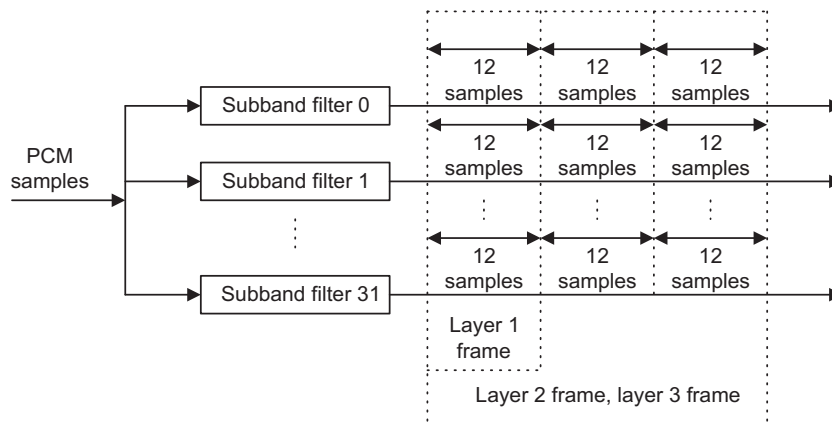 12 12 12
samples samples samples
Subband filter 0
PCM
samples
12 12 12
samples samples samples
Subband filter 1
12 12 12
samples samples samples
Subband filter 31
Layer 1
frame
Layer 2 frame, layer 3 frame